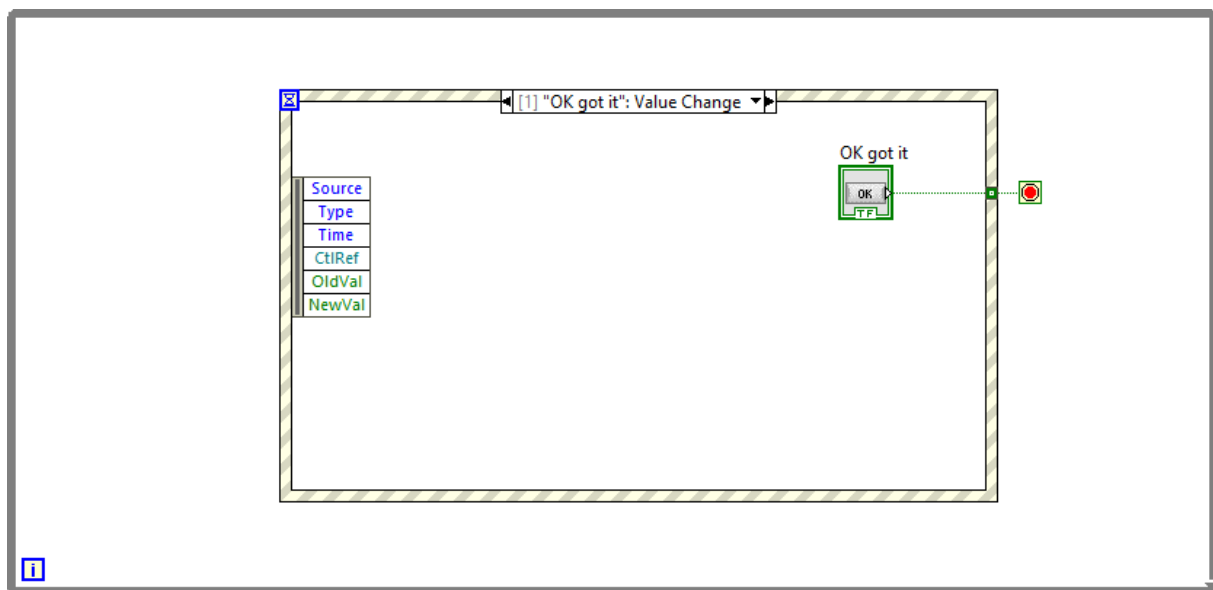 [1] "OK got it": Value Change
OK got it
OK
TF
Source
Type
Time
CtlRef
OldVal
NewVal
i